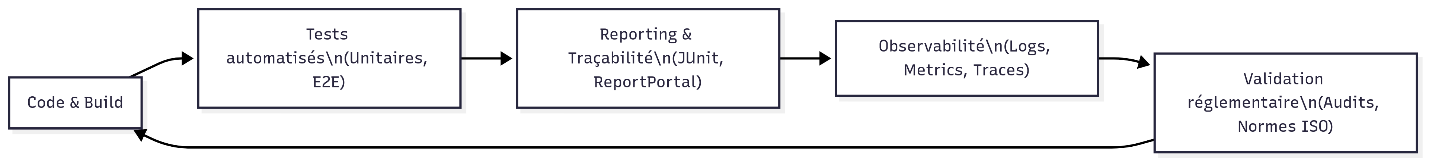 Code & Build
Tests
automatisés\n(Unitaires,
E2E)
Reporting &
Traçabilité\n(JUnit,
ReportPortal)
Observabilité\n(Logs,
Metrics, Traces)
Validation
réglementaire\n(Audits,
Normes ISO)